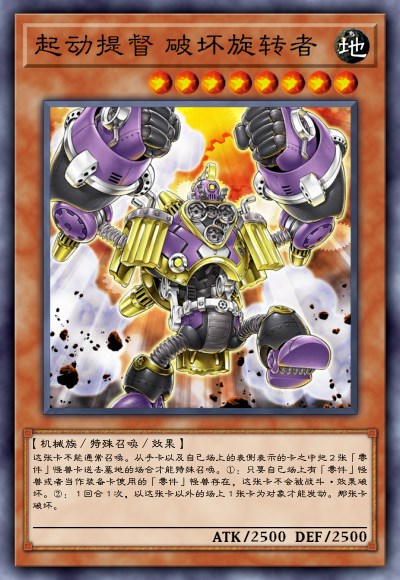 起动提督 破坏旋转者
地
【机械族／特殊召唤／效果】
这张卡不能通常召唤。从手卡以及自己场上的表侧表示的卡之中把2张「零
件」怪兽卡送去墓地的场合才能特殊召唤。①：只要自己场上有「零件」怪
兽或者当作装备卡使用的「零件」怪兽存在，这张卡不会被战斗·效果破
坏。②：1回合1次，以这张卡以外的场上1张卡为对象才能发动。那张卡
破坏。
ATK/2500 DEF/2500